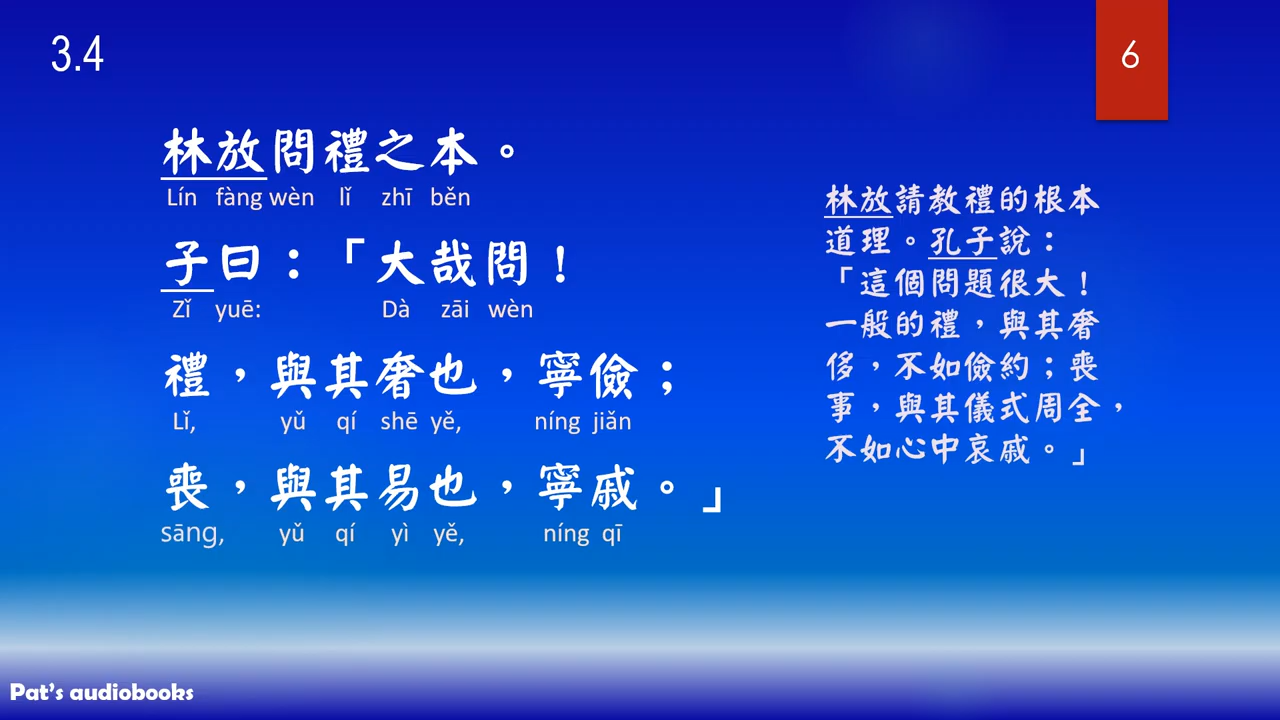 3.4
6
林放問禮之本。
Lín fàng wèn lǐ zhī běn
子曰：「大哉問！
Zǐ yuē: Dà zāi wèn
禮，與其奢也，寧儉；
Lǐ, yǔ qí shē yě, níng jiǎn
喪，與其易也，寧戚。」
sāng, yǔ qí yì yě, níng qī
林放請教禮的根本
道理。孔子說：
「這個問題很大！
一般的禮，與其奢
侈，不如儉約；喪
事，與其儀式周全，
不如心中哀戚。」
Pat's audiobooks